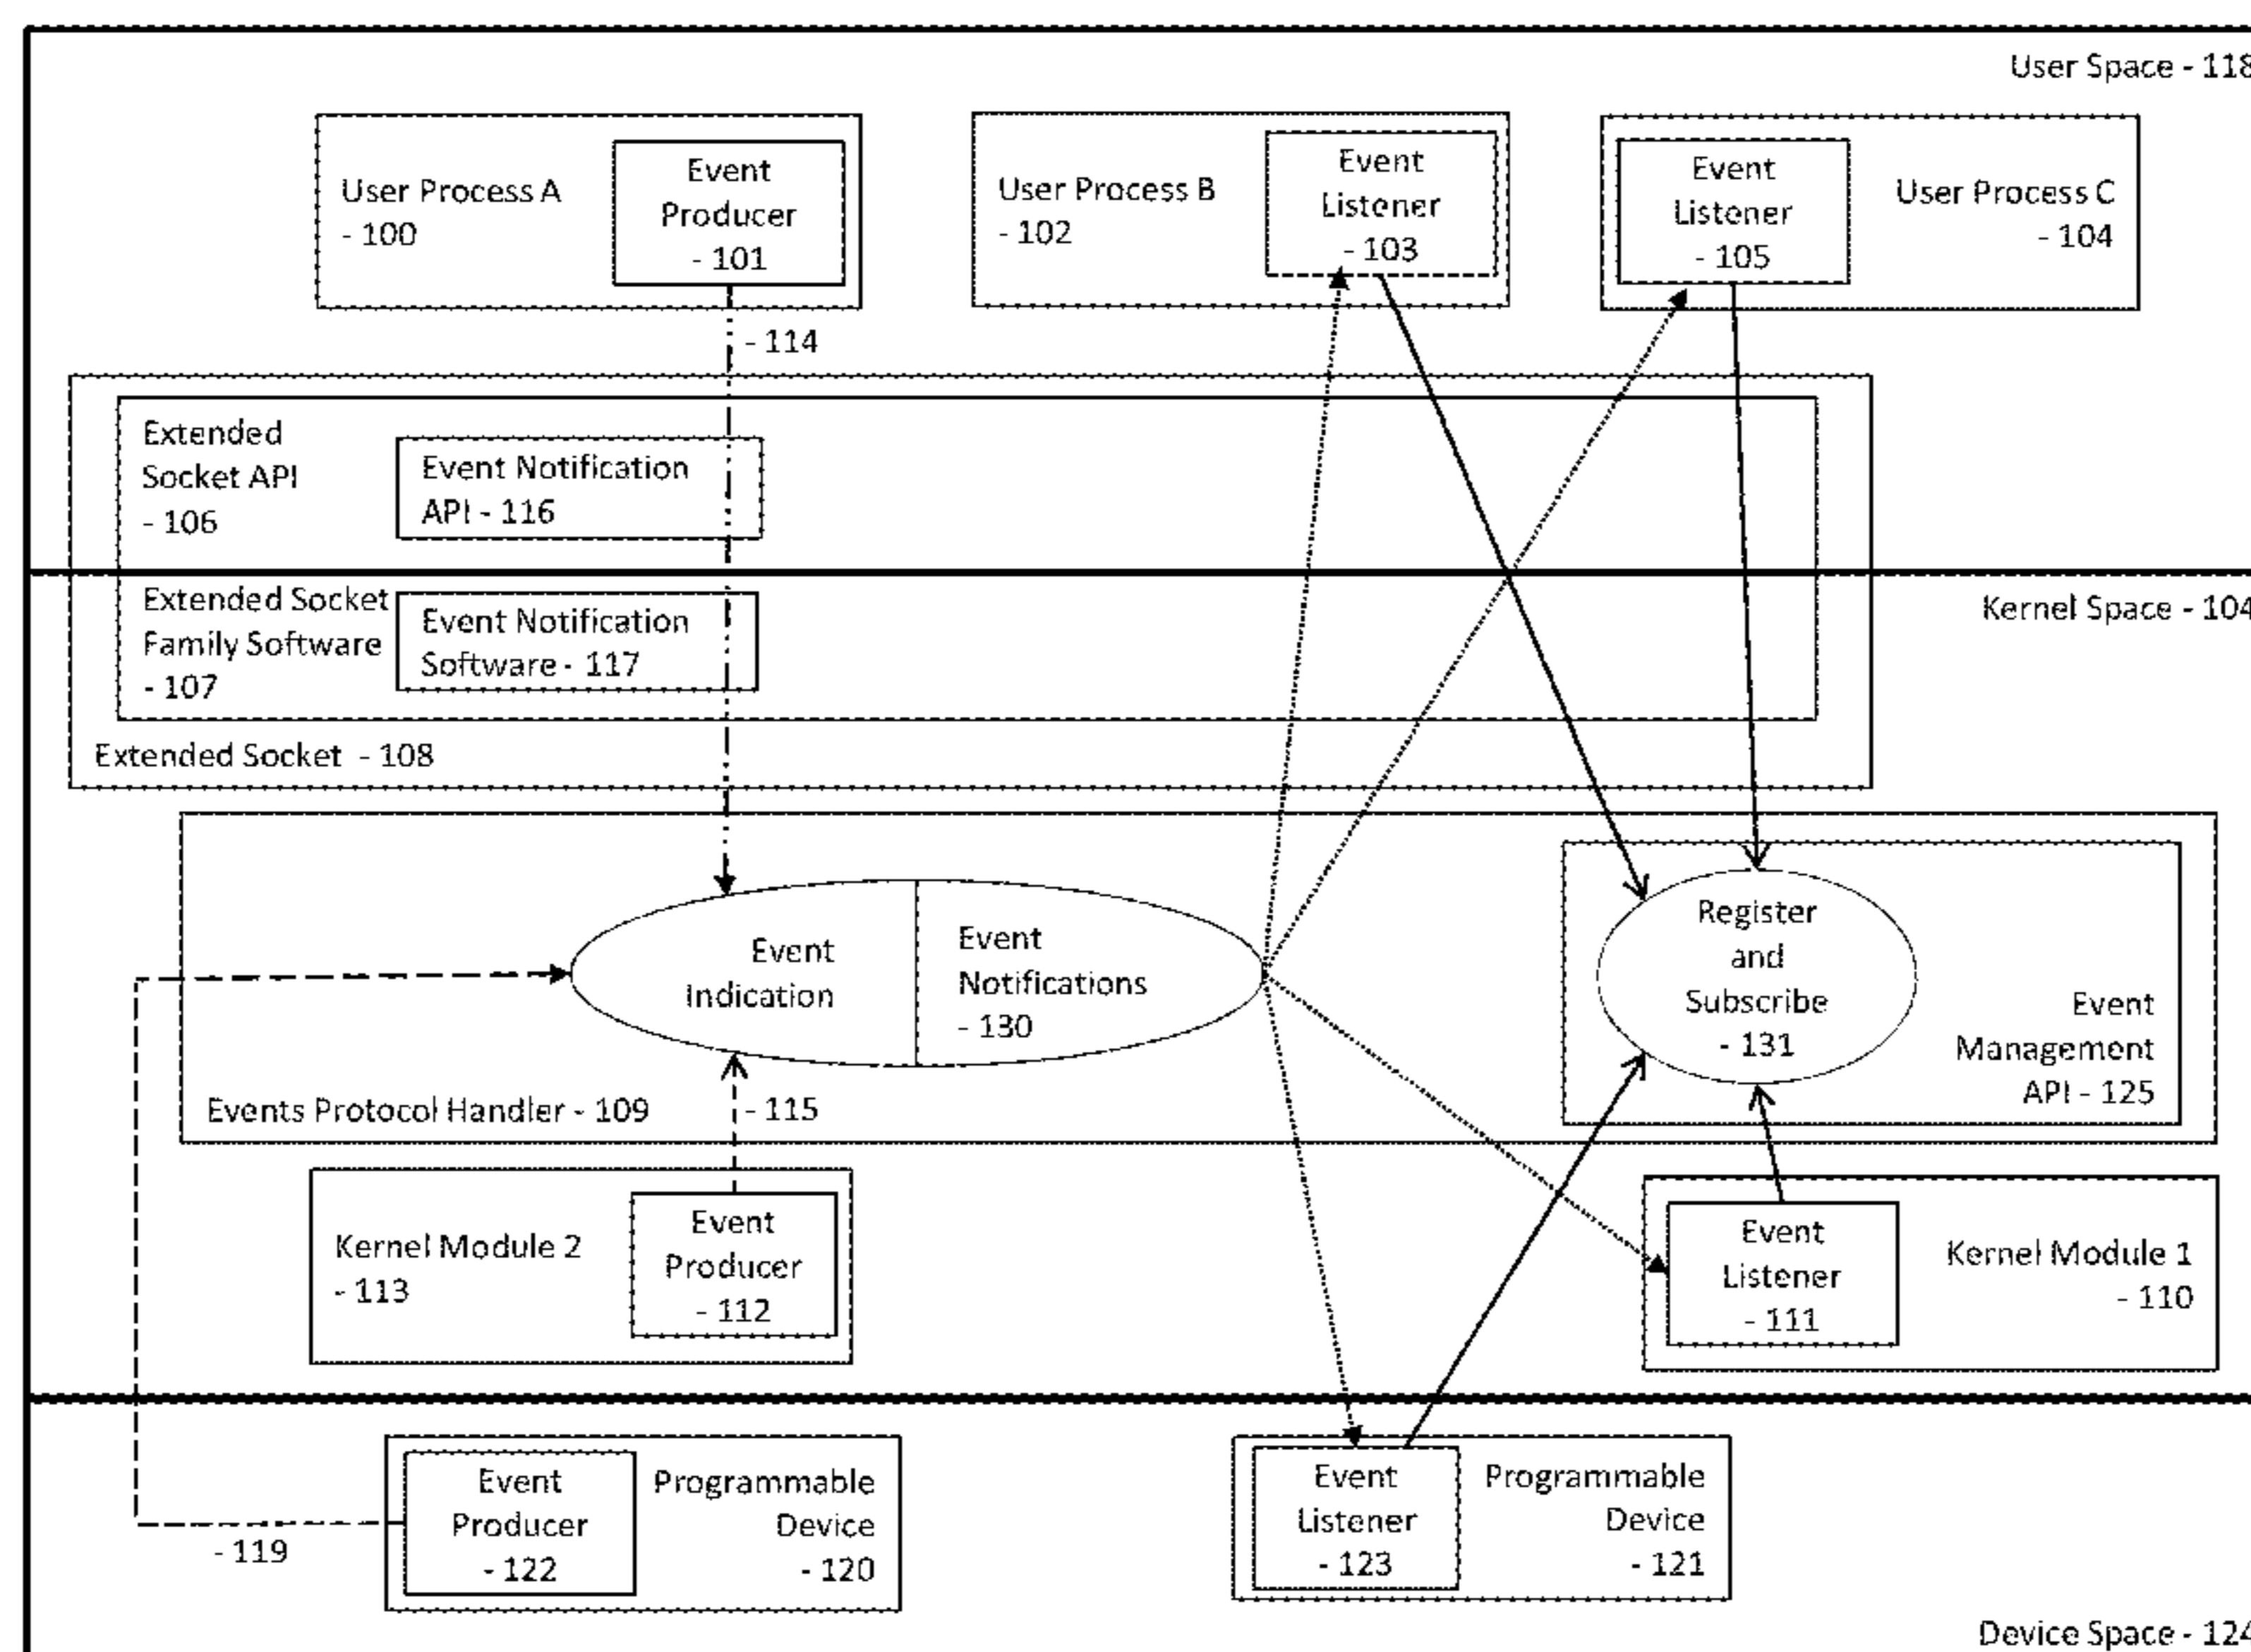 User Space - 118
User Process A
- 100
Event
Producer
- 101
User Process B
- 102
Event
Listener
- 103
Event
Listener
- 105
User Process C
- 104
- 114
Extended
Socket API
- 106
Event Notification
API - 116
Extended Socket
Family Software
- 107
Event Notification
Software - 117
Kernel Space - 104
Extended Socket - 108
Event
Indication
Event
Notifications
- 130
Register
and
Subscribe
- 131
Event
Management
API - 125
Events Protocol Handler - 109
- 115
Kernel Module 2
- 113
Event
Producer
- 112
Event
Listener
- 111
Kernel Module 1
- 110
- 119
Event
Producer
- 122
Programmable
Device
- 120
Event
Listener
- 123
Programmable
Device
- 121
Device Space - 124